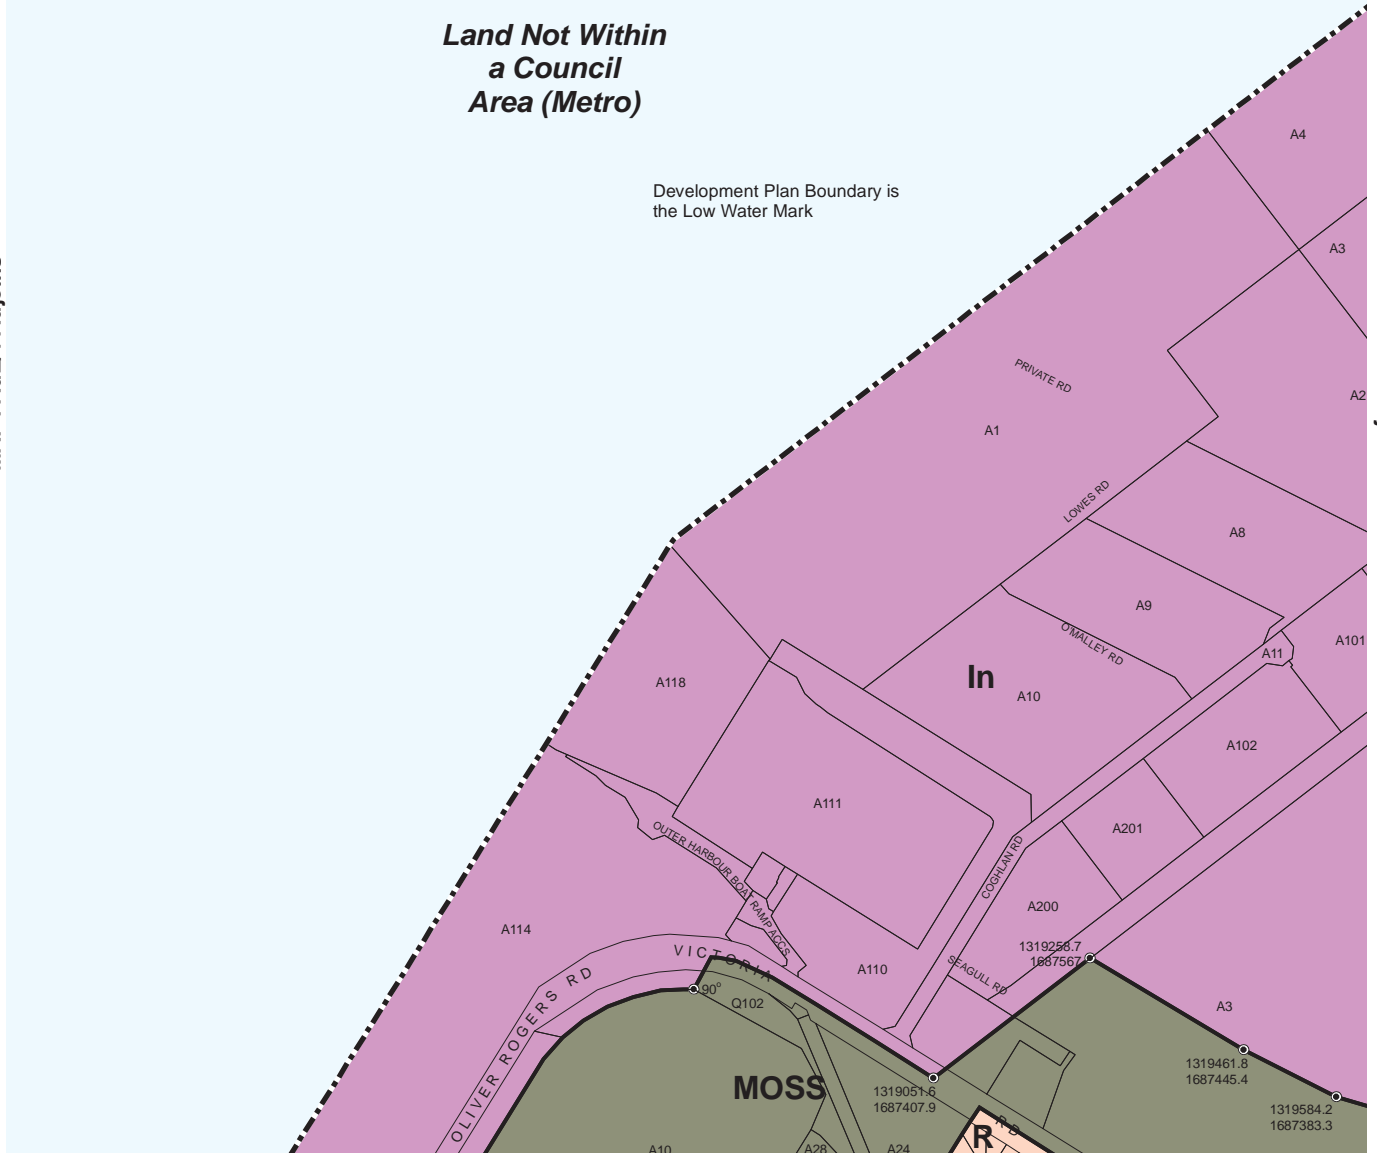 Land Not Within
a Council
Area (Metro)
Development Plan Boundary is
the Low Water Mark
A4
A3
PRIVATE RD
A2
A1
LOWES RD
A8
A9
O'MALLEY RD
A101
A11
In
A118
A10
A102
A111
A201
OUTER HARBOUR BOAT RAMP ACCS
COGHLAN RD
A200
A114
VICTORIA
1319258.7
1687567
A110
SEAGULL RD
90°
Q102
A3
OLIVER ROGERS RD
1319461.8
1687445.4
MOSS
1319051.6
1687407.9
1319584.2
1687383.3
RD
R
A10
A28
A24